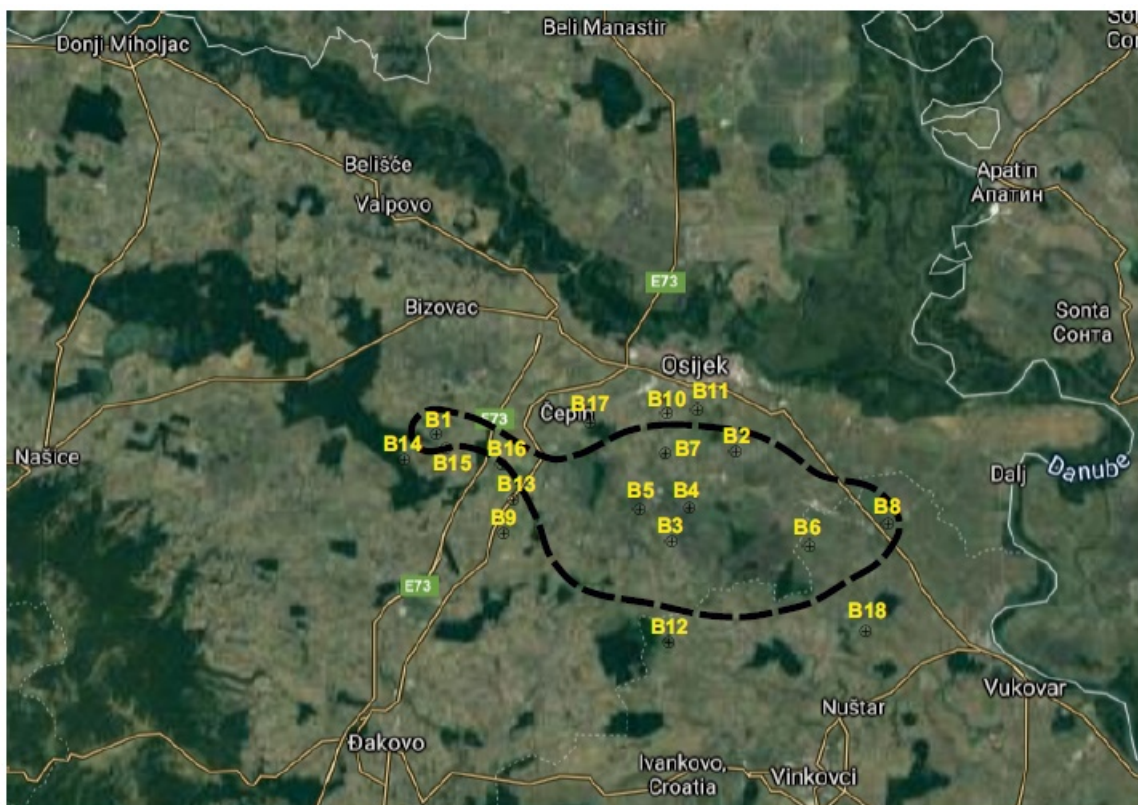 Beli Manastir
Donji Miholjac
Belišće
Valpovo
Apatin
АПАТИН
E73
Bizovac
Sonta
СОНТА
Osijek
B17
B10
B11
B1
E73
Čepin
B14
B15
B16
B7
B2
Našice
Dalj
Danube
B13
B5
B4
B8
B9
B3
B6
E73
B12
B18
Vukovar
Nuštar
Đakovo
Ivankovo,
Croatia
Vinkovci